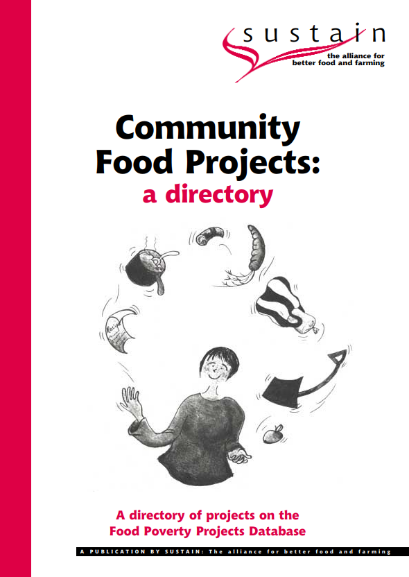 sustain
the alliance for
better food and farming
Community
Food Projects:
a directory
A directory of projects on the
Food Poverty Projects Database
A PUBLICATION BY SUSTAIN: The alliance for better food and farming